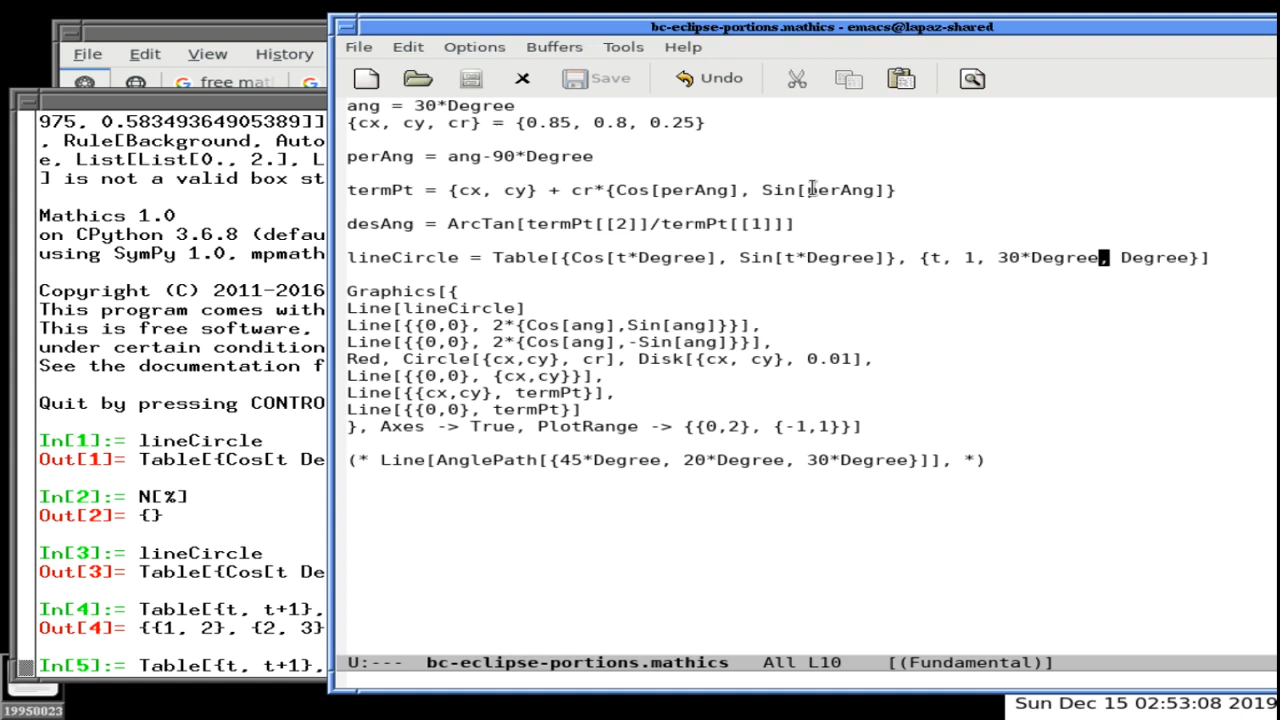 bc-eclipse-portions.mathics - emacs@lapaz-shared
File Edit View History
free mat
File Edit Options Buffers Tools Help
Save Undo
975, 0.58349364905389]]
, Rule[Background, Auto
e, List[List[0., 2.], L
] is not a valid box st
Mathics 1.0
on CPython 3.6.8 (defau
using SymPy 1.0, mpmath
Copyright (C) 2011-2016
This program comes with
This is free software,
under certain condition
See the documentation f
Quit by pressing CONTRO
In[1]:= lineCircle
Out[1]= Table[{Cos[t De
In[2]:= N[%]
Out[2]= {}
In[3]:= lineCircle
Out[3]= Table[{Cos[t De
In[4]:= Table[{t, t+1},
Out[4]= {{1, 2}, {2, 3}
In[5]:= Table[{t, t+1},
ang = 30*Degree
{cx, cy, cr} = {0.85, 0.8, 0.25}
perAng = ang-90*Degree
termPt = {cx, cy} + cr*{Cos[perAng], Sin[perAng]}
desAng = ArcTan[termPt[[2]]/termPt[[1]]]
lineCircle = Table[{Cos[t*Degree], Sin[t*Degree]}, {t, 1, 30*Degree, Degree}]
Graphics[{
Line[lineCircle]
Line[{{0,0}, 2*{Cos[ang],Sin[ang]}}],
Line[{{0,0}, 2*{Cos[ang],-Sin[ang]}}],
Red, Circle[{cx,cy}, cr], Disk[{cx, cy}, 0.01],
Line[{{0,0}, {cx,cy}}],
Line[{{cx,cy}, termPt}],
Line[{{0,0}, termPt}]
}, Axes -> True, PlotRange -> {{0,2}, {-1,1}}]
(* Line[AnglePath[{45*Degree, 20*Degree, 30*Degree}]], *)
U:--- bc-eclipse-portions.mathics All L10 [(Fundamental)]
19950023
Sun Dec 15 02:53:08 2019